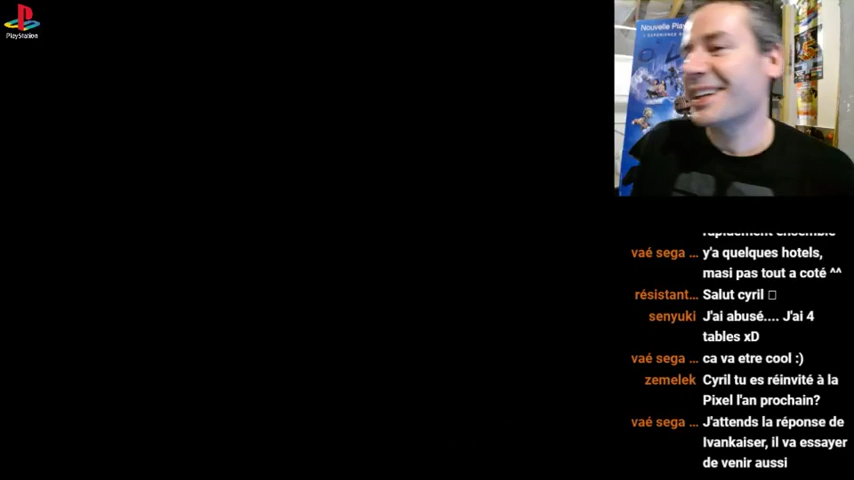 PlayStation
Nouvelle Play
rapidement ensemble
vaé sega ... y'a quelques hotels,
masi pas tout a coté ^^
résistant... Salut cyril
senyuki J'ai abusé.... J'ai 4
tables xD
vaé sega ... ca va etre cool :)
zemelek Cyril tu es réinvité à la
Pixel l'an prochain?
vaé sega ... J'attends la réponse de
Ivankaiser, il va essayer
de venir aussi